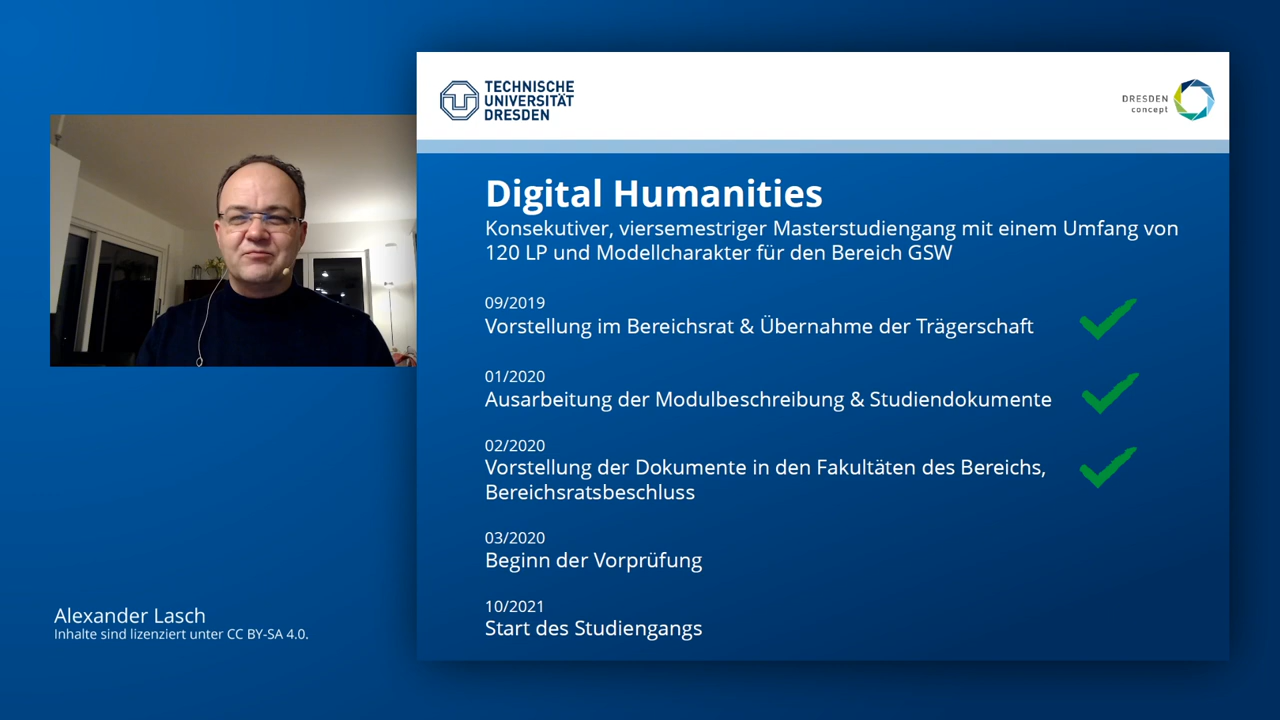 TECHNISCHE
UNIVERSITÄT
DRESDEN
DRESDEN
concept
Digital Humanities
Konsekutiver, viersemestriger Masterstudiengang mit einem Umfang von
120 LP und Modellcharakter für den Bereich GSW
09/2019
Vorstellung im Bereichsrat & Übernahme der Trägerschaft
01/2020
Ausarbeitung der Modulbeschreibung & Studiendokumente
02/2020
Vorstellung der Dokumente in den Fakultäten des Bereichs,
Bereichsratsbeschluss
03/2020
Beginn der Vorprüfung
10/2021
Start des Studiengangs
Alexander Lasch
Inhalte sind lizenziert unter CC BY-SA 4.0.